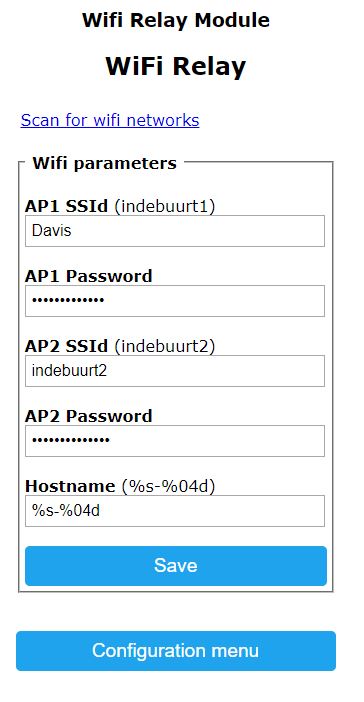 Wifi Relay Module
WiFi Relay
Scan for wifi networks
Wifi parameters
AP1 SSId (indebuurt1)
Davis
AP1 Password
•••••••••••••
AP2 SSId (indebuurt2)
indebuurt2
AP2 Password
••••••••••••••
Hostname (%s-%04d)
%s-%04d
Save
Configuration menu